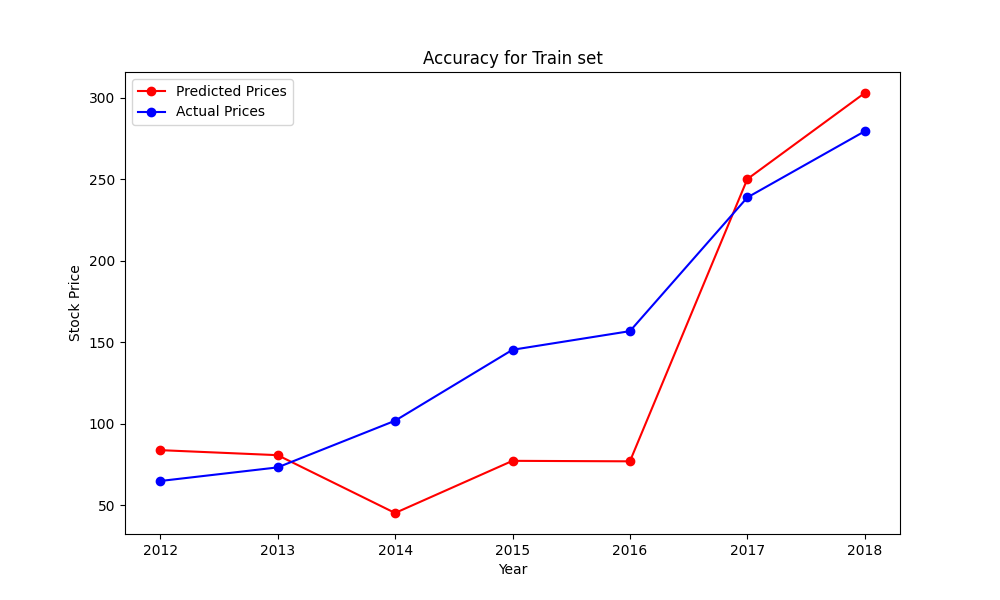 Accuracy for Train set
Predicted Prices
Actual Prices
300
250
200
150
100
50
Stock Price
2012 2013 2014 2015 2016 2017 2018
Year